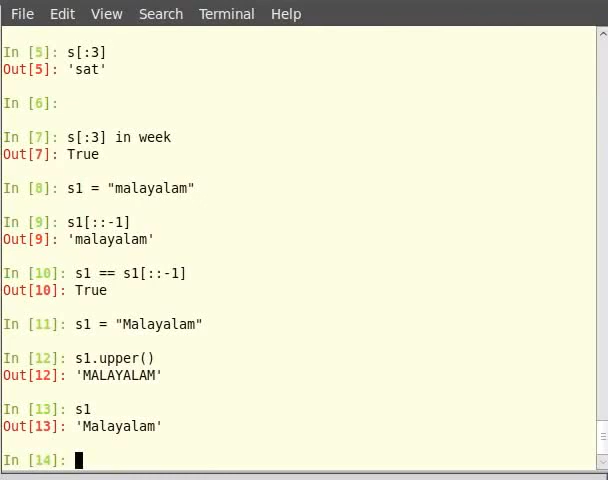 File Edit View Search Terminal Help
In [5]: s[:3]
Out[5]: 'sat'
In [6]:
In [7]: s[:3] in week
Out[7]: True
In [8]: s1 = "malayalam"
In [9]: s1[::-1]
Out[9]: 'malayalam'
In [10]: s1 == s1[::-1]
Out[10]: True
In [11]: s1 = "Malayalam"
In [12]: s1.upper()
Out[12]: 'MALAYALAM'
In [13]: s1
Out[13]: 'Malayalam'
In [14]: